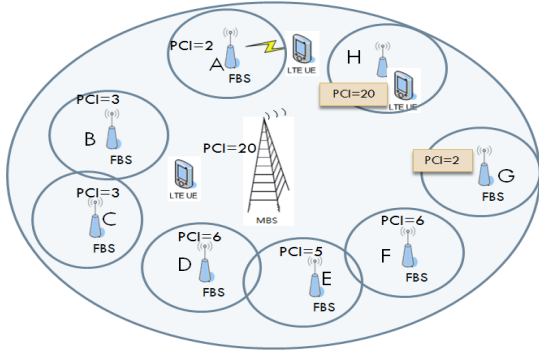 PCI=2
A
FBS
LTE UE
H
PCI=20
LTE UE
PCI=3
B
FBS
PCI=20
LTE UE
MBS
PCI=2
G
FBS
PCI=3
C
FBS
PCI=6
D
FBS
PCI=5
E
FBS
PCI=6
F
FBS